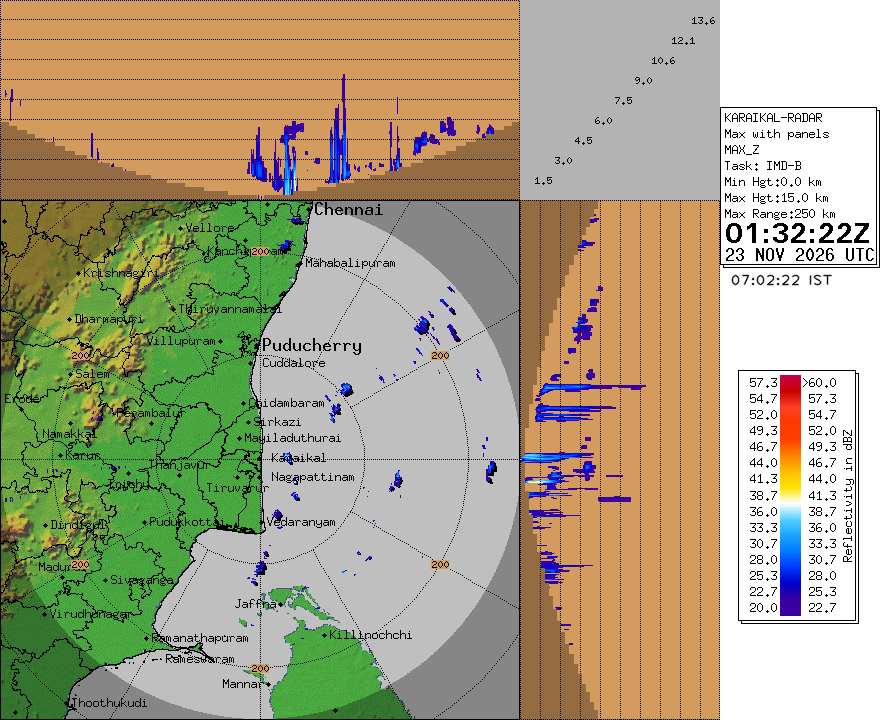 13.6
12.1
10.6
9.0
7.5
6.0
4.5
3.0
1.5
KARAIKAL-RADAR
Max with panels
MAX_Z
Task: IMD-B
Min Hgt:0.0 km
Max Hgt:15.0 km
Max Range:250 km
01:32:22Z
23 NOV 2026 UTC
07:02:22 IST
Chennai
Vellore
200
Mahabalipuram
Krishnagiri
Thiruvannamalai
Dharmapuri
Villupuram
Puducherry
200
200
Cuddalore
Salem
Erode
Chidambaram
Perambalur
Sirkazi
Namakkal
Mayiladuthurai
Karur
Karaikal
Thanjavur
Nagapattinam
Tiruvarur
Pudukkottai
Vedaranyam
Dindigul
200
200
Madurai
Sivaganga
Jaffna
Virudhunagar
Ramanathapuram
Killinochchi
Rameswaram
200
Mannar
Thoothukudi
57.3 >60.0
54.7 57.3
52.0 54.7
49.3 52.0
46.7 49.3
44.0 46.7
41.3 44.0
38.7 41.3
36.0 38.7
33.3 36.0
30.7 33.3
28.0 30.7
25.3 28.0
22.7 25.3
20.0 22.7
Reflectivity in dBZ